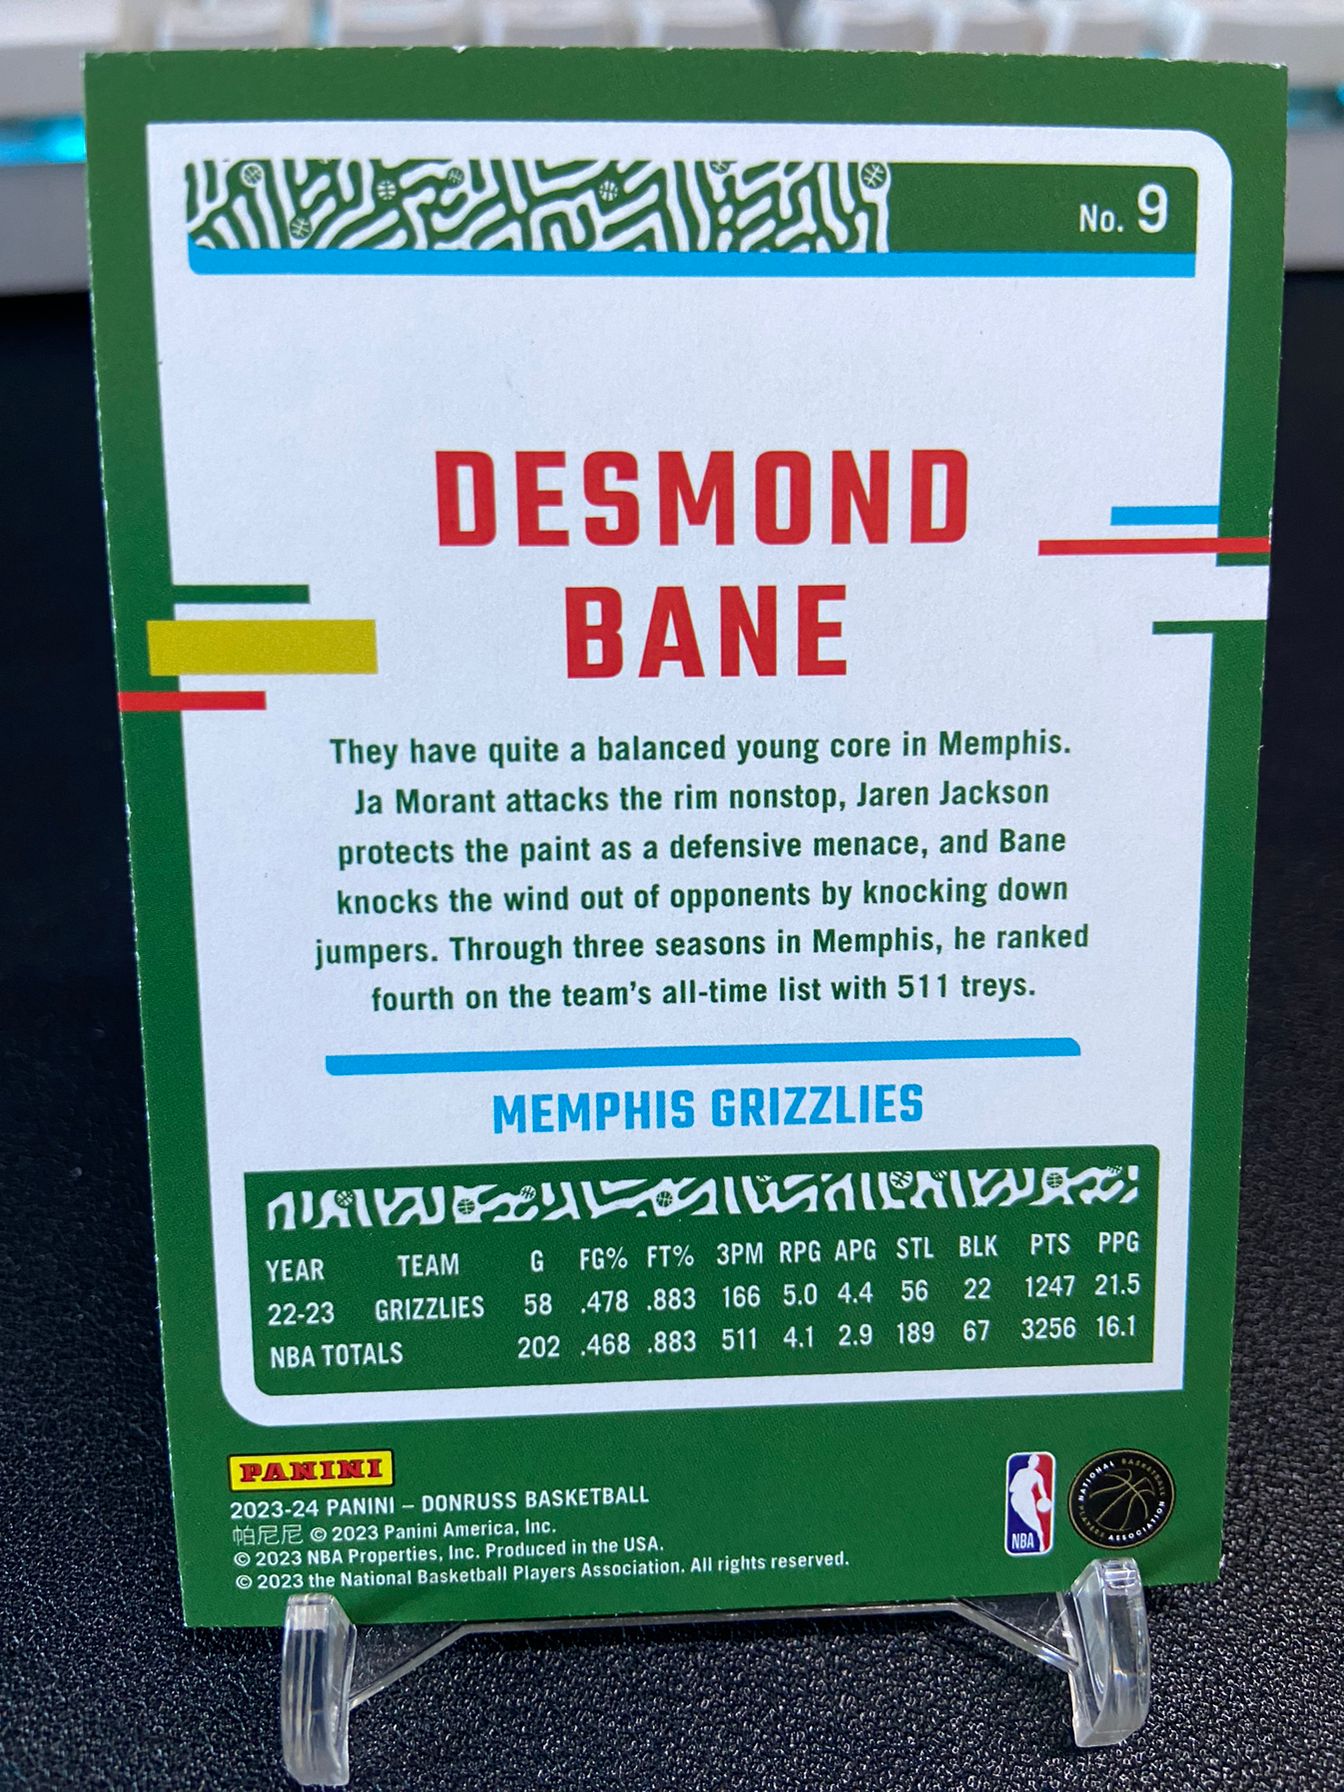 No. 9
DESMOND
BANE
They have quite a balanced young core in Memphis.
Ja Morant attacks the rim nonstop, Jaren Jackson
protects the paint as a defensive menace, and Bane
knocks the wind out of opponents by knocking down
jumpers. Through three seasons in Memphis, he ranked
fourth on the team's all-time list with 511 treys.
MEMPHIS GRIZZLIES
YEAR TEAM G FG% FT% 3PM RPG APG STL BLK PTS PPG
22-23 GRIZZLIES 58 .478 .883 166 5.0 4.4 56 22 1247 21.5
NBA TOTALS 202 .468 .883 511 4.1 2.9 189 67 3256 16.1
PANINI
2023-24 PANINI – DONRUSS BASKETBALL
帕尼尼 © 2023 Panini America, Inc.
© 2023 NBA Properties, Inc. Produced in the USA.
© 2023 the National Basketball Players Association. All rights reserved.
NBA
NATIONAL BASKETBALL PLAYERS ASSOCIATION